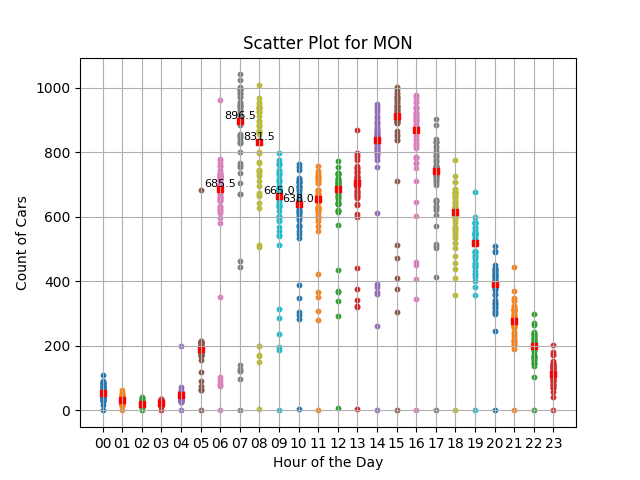 Scatter Plot for MON
Count of Cars
1000
800
600
400
200
0
896.5
831.5
685.5
665.0
638.0
00 01 02 03 04 05 06 07 08 09 10 11 12 13 14 15 16 17 18 19 20 21 22 23
Hour of the Day